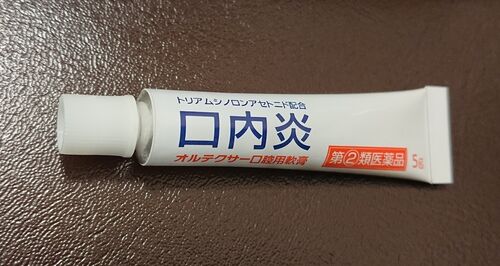 トリアムシノロンアセトニド配合
口内炎
オルテクサー口腔用軟膏
指②類医薬品
5g